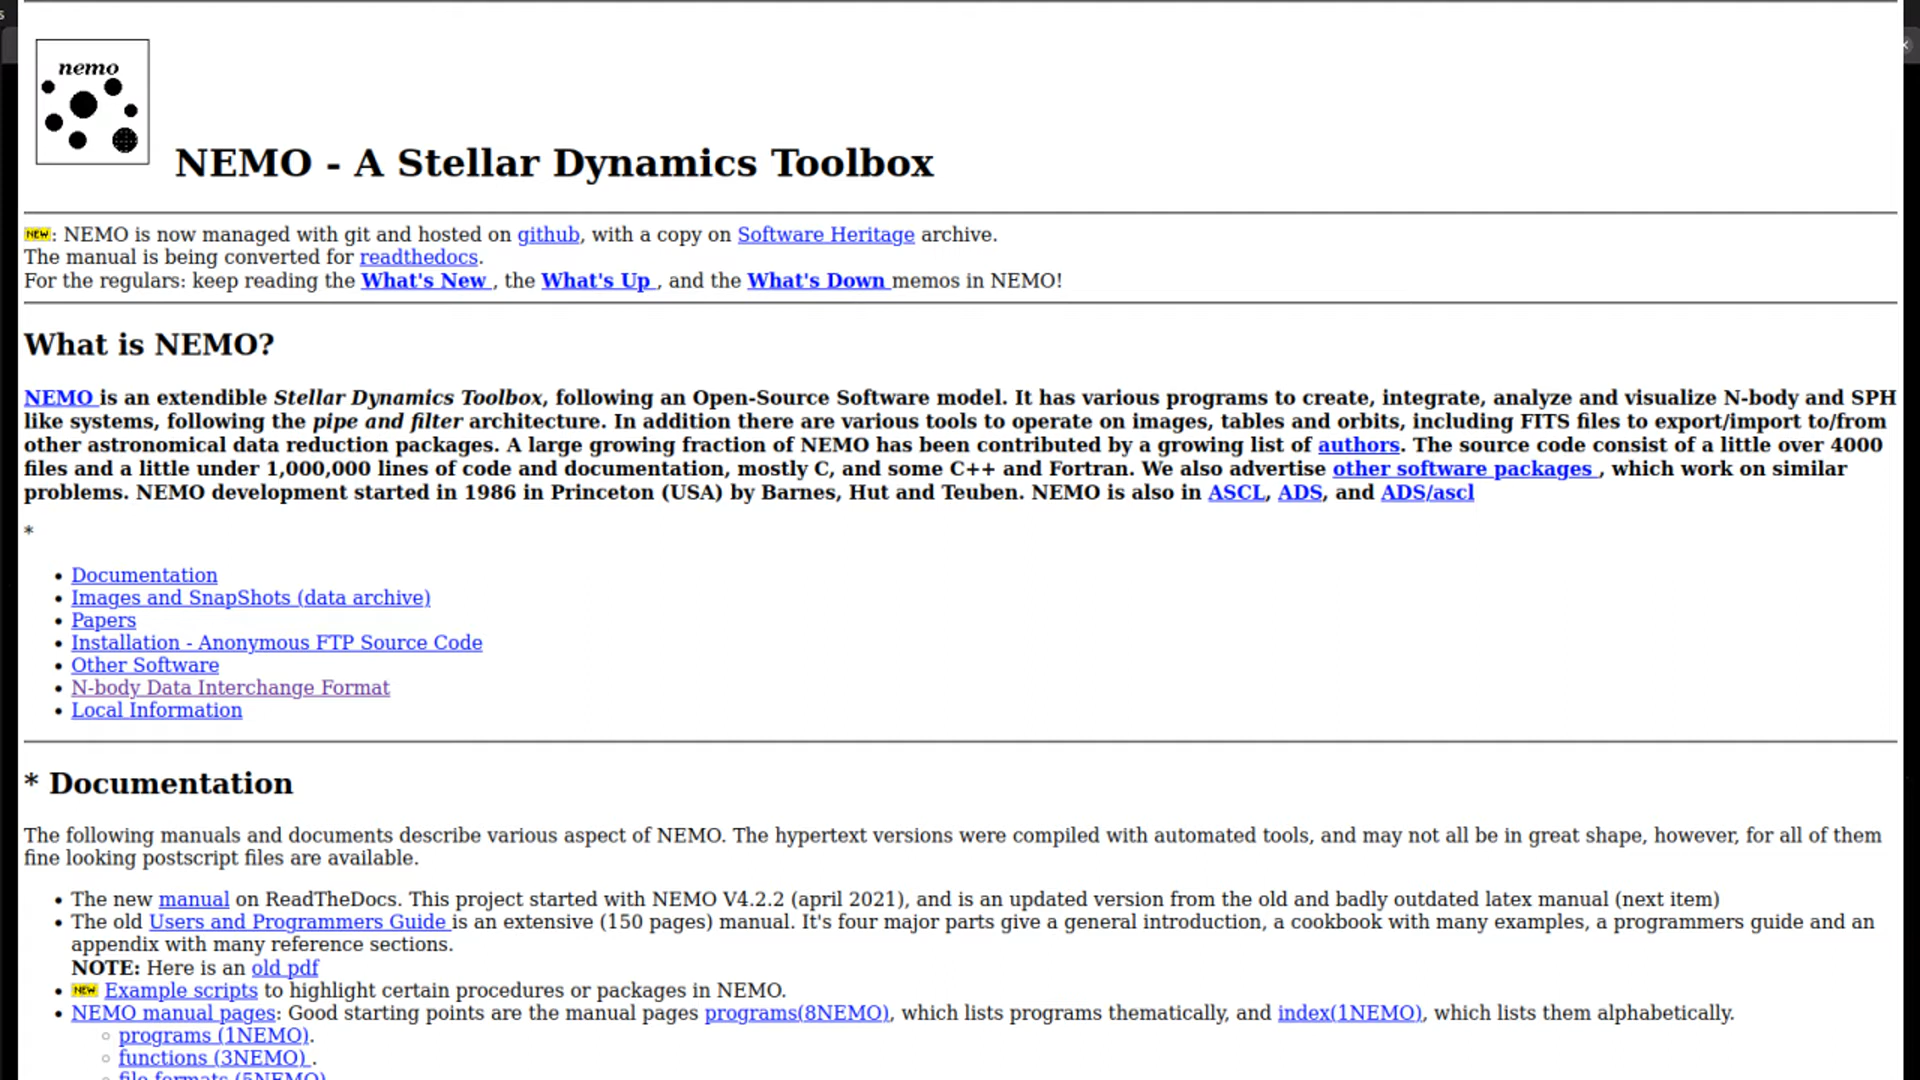 nemo
NEMO - A Stellar Dynamics Toolbox
NEW: NEMO is now managed with git and hosted on github, with a copy on Software Heritage archive.
The manual is being converted for readthedocs.
For the regulars: keep reading the What's New , the What's Up , and the What's Down memos in NEMO!
What is NEMO?
NEMO is an extendible Stellar Dynamics Toolbox, following an Open-Source Software model. It has various programs to create, integrate, analyze and visualize N-body and SPH
like systems, following the pipe and filter architecture. In addition there are various tools to operate on images, tables and orbits, including FITS files to export/import to/from
other astronomical data reduction packages. A large growing fraction of NEMO has been contributed by a growing list of authors. The source code consist of a little over 4000
files and a little under 1,000,000 lines of code and documentation, mostly C, and some C++ and Fortran. We also advertise other software packages , which work on similar
problems. NEMO development started in 1986 in Princeton (USA) by Barnes, Hut and Teuben. NEMO is also in ASCL, ADS, and ADS/ascl
*
• Documentation
• Images and SnapShots (data archive)
• Papers
• Installation - Anonymous FTP Source Code
• Other Software
• N-body Data Interchange Format
• Local Information
* Documentation
The following manuals and documents describe various aspect of NEMO. The hypertext versions were compiled with automated tools, and may not all be in great shape, however, for all of them
fine looking postscript files are available.
• The new manual on ReadTheDocs. This project started with NEMO V4.2.2 (april 2021), and is an updated version from the old and badly outdated latex manual (next item)
• The old Users and Programmers Guide is an extensive (150 pages) manual. It's four major parts give a general introduction, a cookbook with many examples, a programmers guide and an
appendix with many reference sections.
NOTE: Here is an old pdf
• NEW Example scripts to highlight certain procedures or packages in NEMO.
• NEMO manual pages: Good starting points are the manual pages programs(8NEMO), which lists programs thematically, and index(1NEMO), which lists them alphabetically.
◦ programs (1NEMO).
◦ functions (3NEMO) .
◦ file formats (5NEMO)